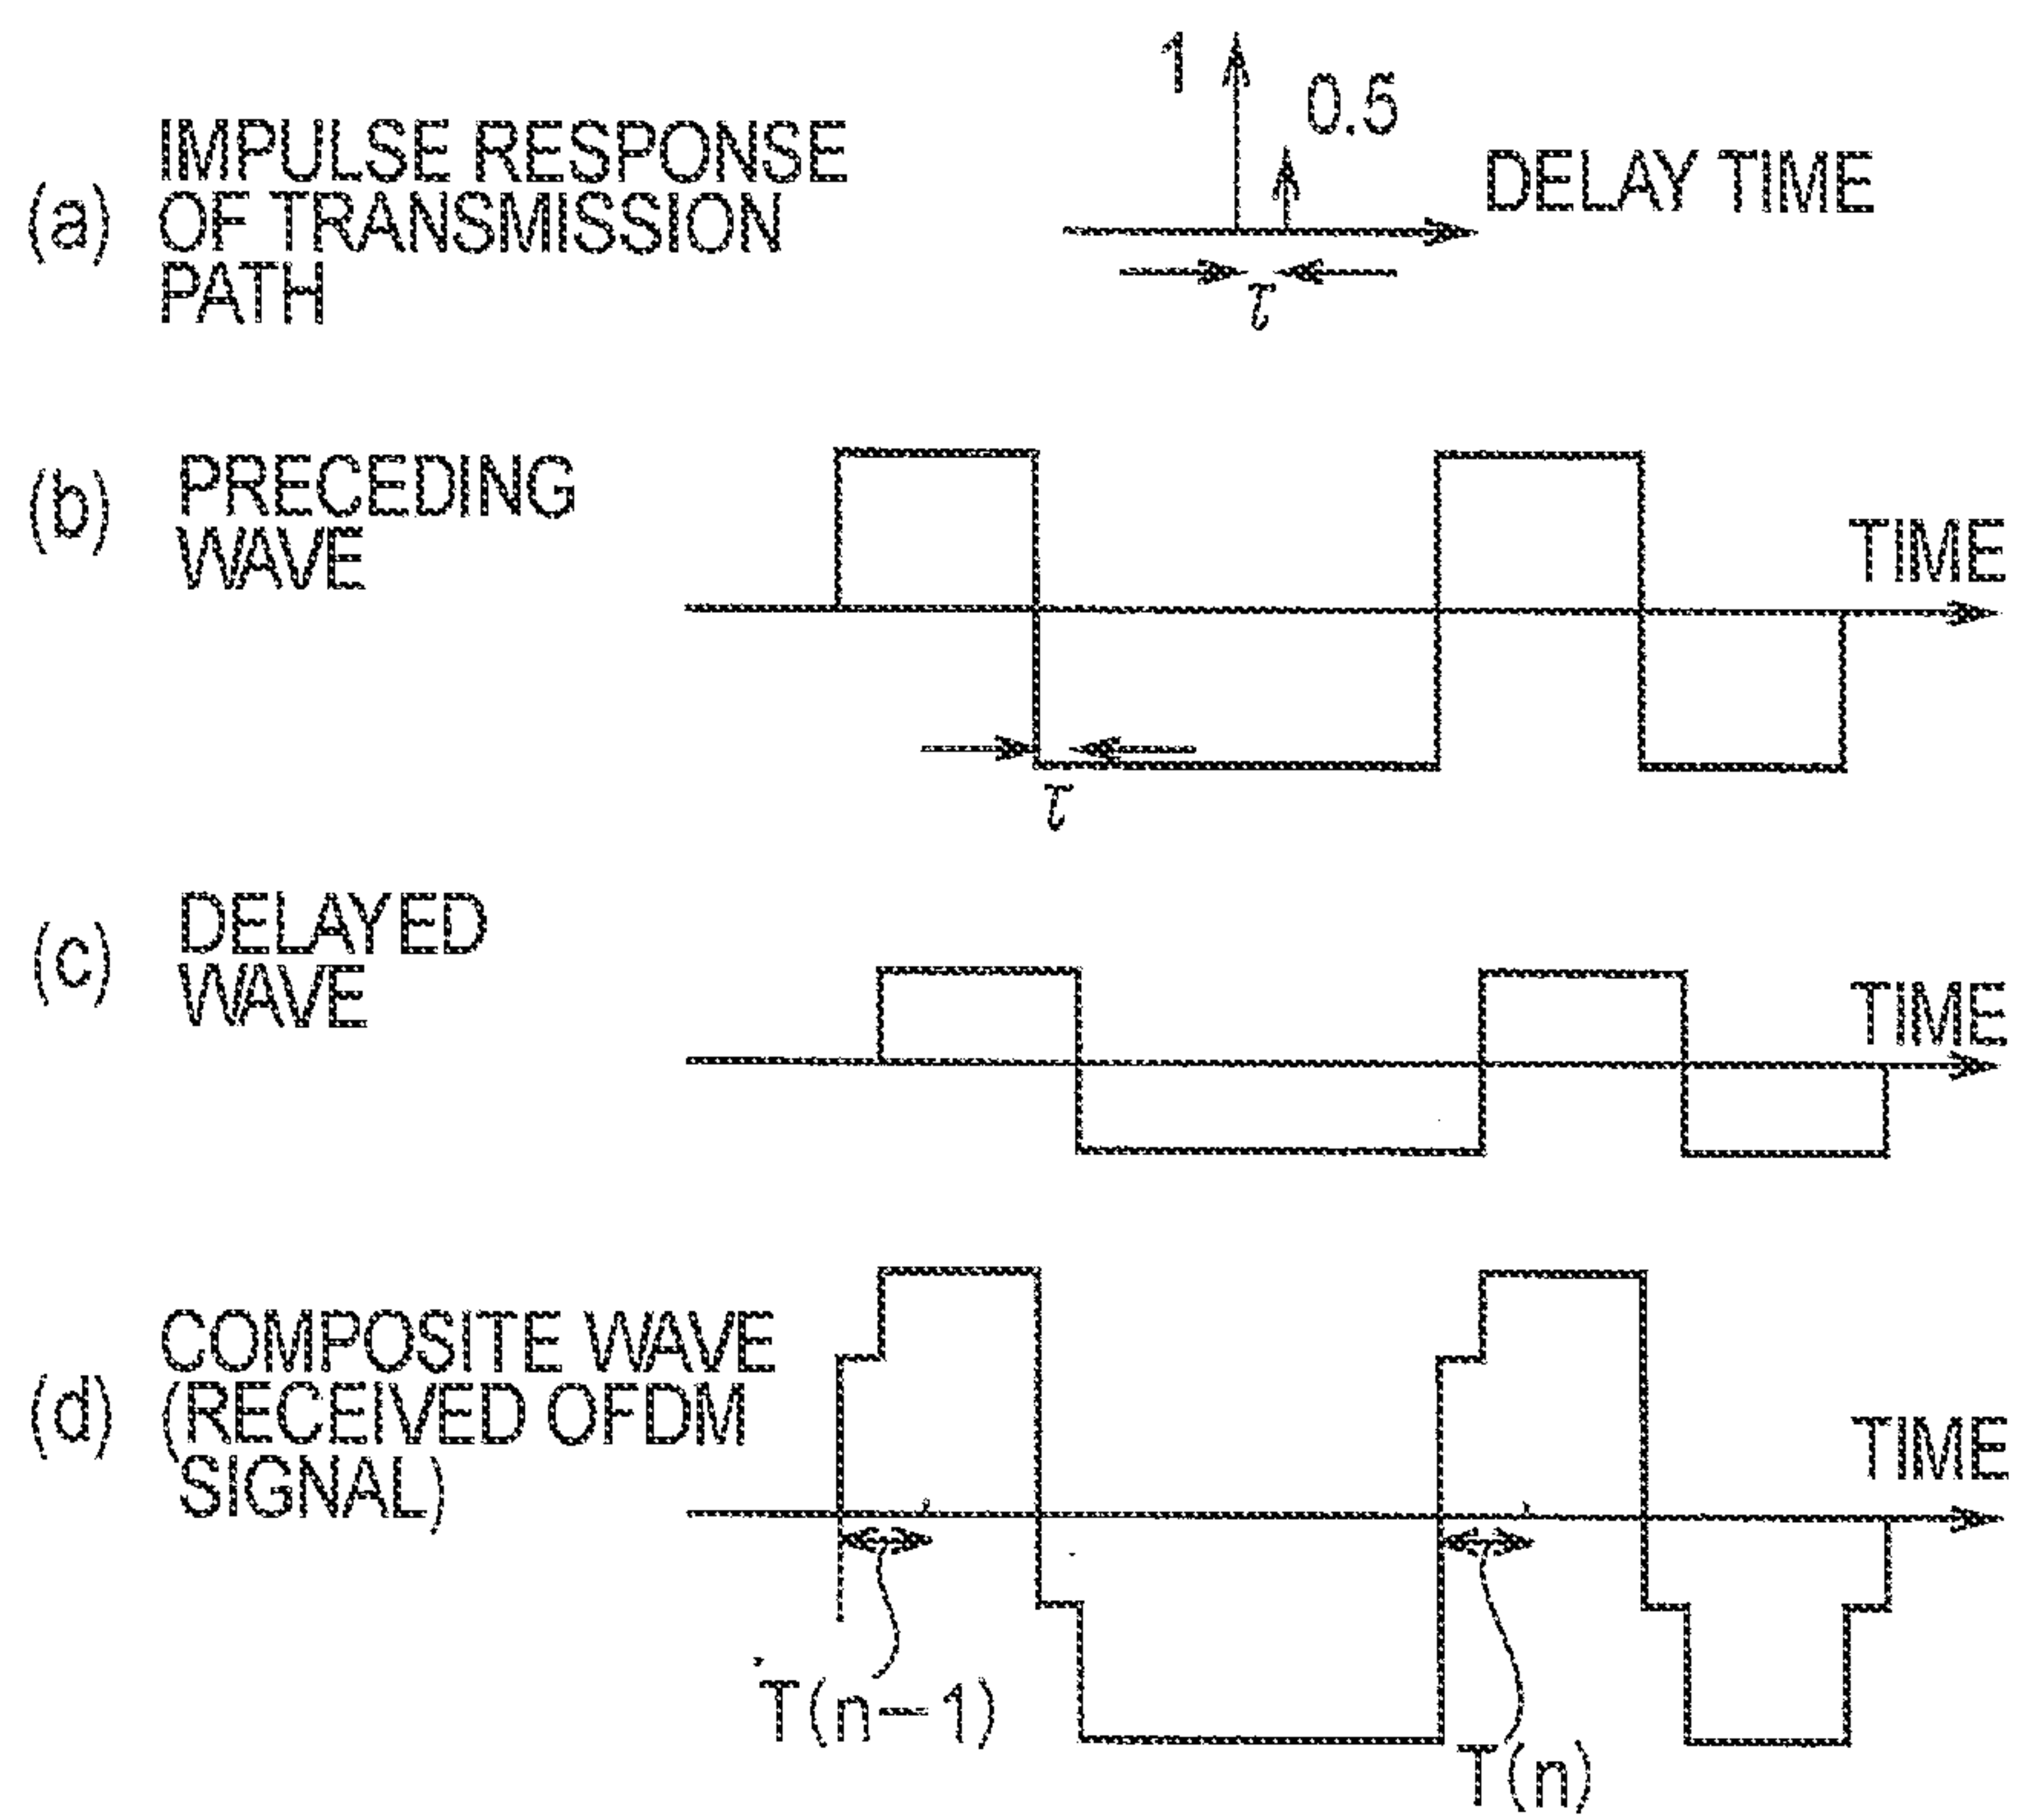 1
0.5
(a) IMPULSE RESPONSE
OF TRANSMISSION
PATH
DELAY TIME
τ
(b) PRECEDING
WAVE
TIME
τ
(c) DELAYED
WAVE
TIME
(d) COMPOSITE WAVE
(RECEIVED OFDM
SIGNAL)
TIME
T(n-1)
T(n)